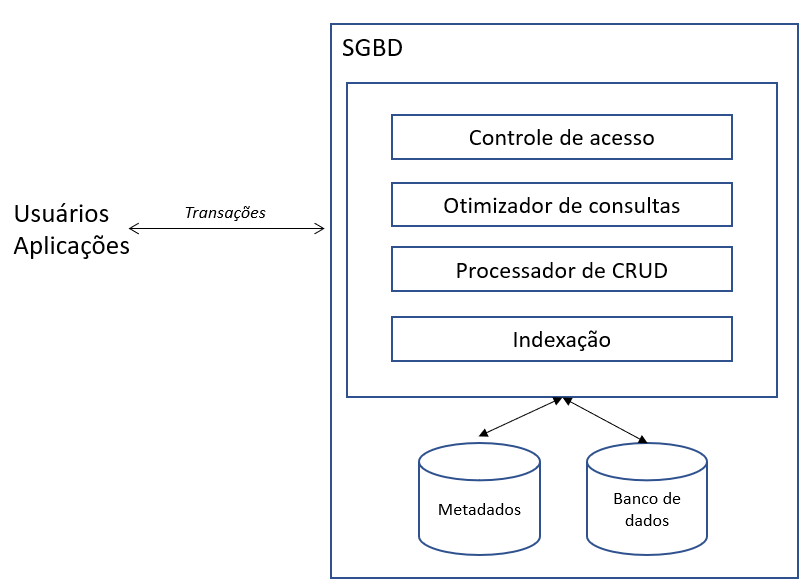 SGBD
Controle de acesso
Otimizador de consultas
Processador de CRUD
Indexação
Usuários
Aplicações
Transações
Metadados
Banco de
dados